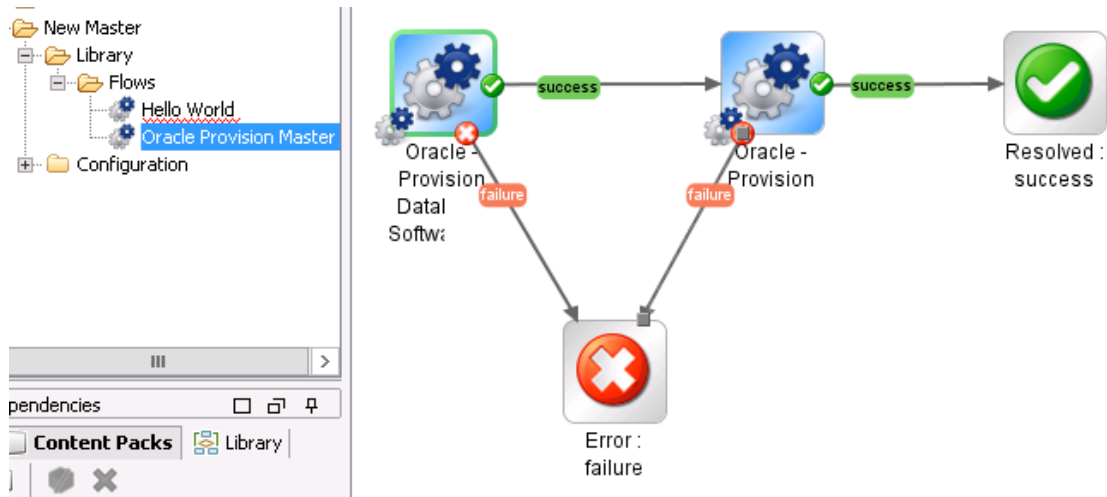 New Master
Library
Flows
Hello World
Oracle Provision Master
Configuration
pendencies
Content Packs
Library
success
success
Oracle -
Provision
Datal
Softwa
failure
Oracle -
Provision
failure
Resolved :
success
Error :
failure